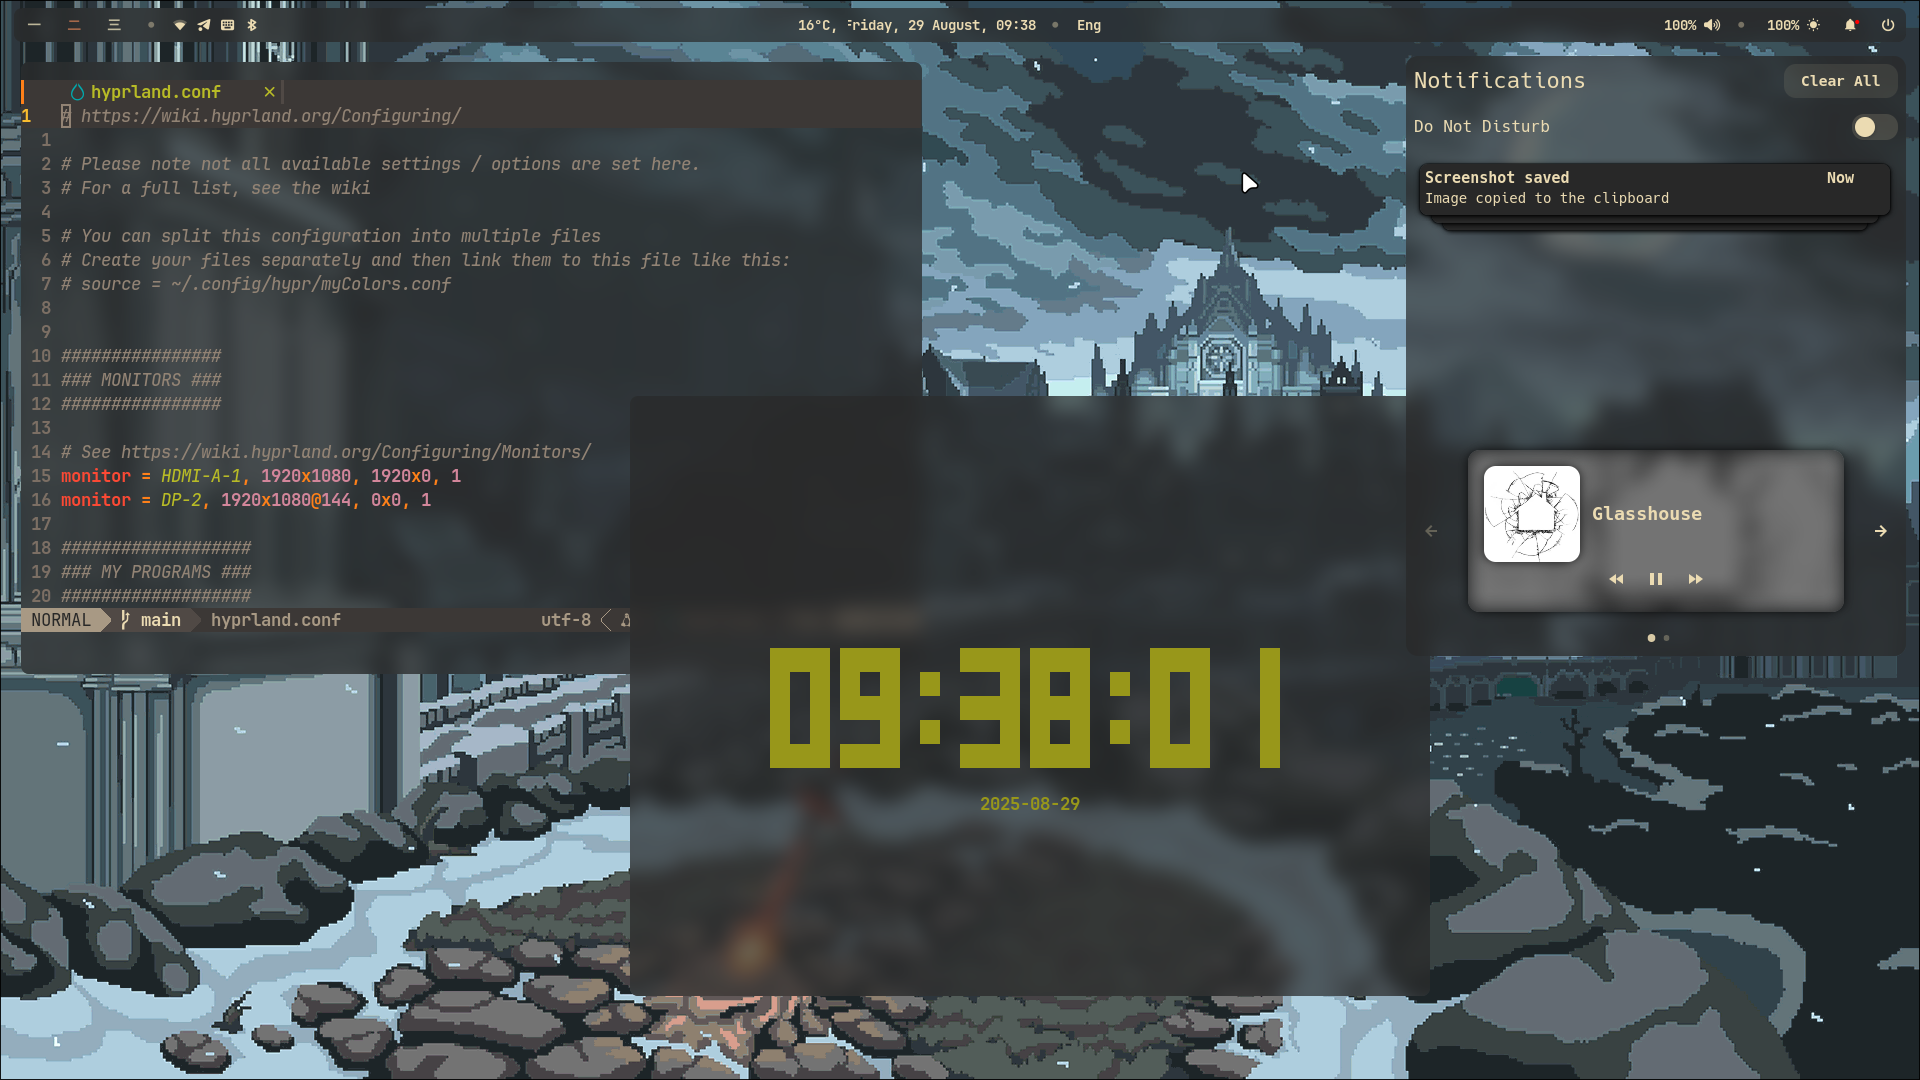 一 二 三
16°C, Friday, 29 August, 09:38 Eng
100% 100%
hyprland.conf
1 # https://wiki.hyprland.org/Configuring/
1
2 # Please note not all available settings / options are set here.
3 # For a full list, see the wiki
4
5 # You can split this configuration into multiple files
6 # Create your files separately and then link them to this file like this:
7 # source = ~/.config/hypr/myColors.conf
8
9
10 ################
11 ### MONITORS ###
12 ################
13
14 # See https://wiki.hyprland.org/Configuring/Monitors/
15 monitor = HDMI-A-1, 1920x1080, 1920x0, 1
16 monitor = DP-2, 1920x1080@144, 0x0, 1
17
18 ###################
19 ### MY PROGRAMS ###
20 ###################
NORMAL main hyprland.conf utf-8
09:38:01
2025-08-29
Notifications
Clear All
Do Not Disturb
Screenshot saved Now
Image copied to the clipboard
Glasshouse